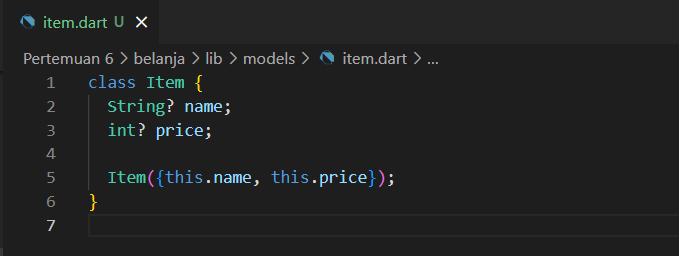 item.dart U ×
Pertemuan 6 > belanja > lib > models > item.dart > ...
1 class Item {
2   String? name;
3   int? price;
4
5   Item({this.name, this.price});
6 }
7